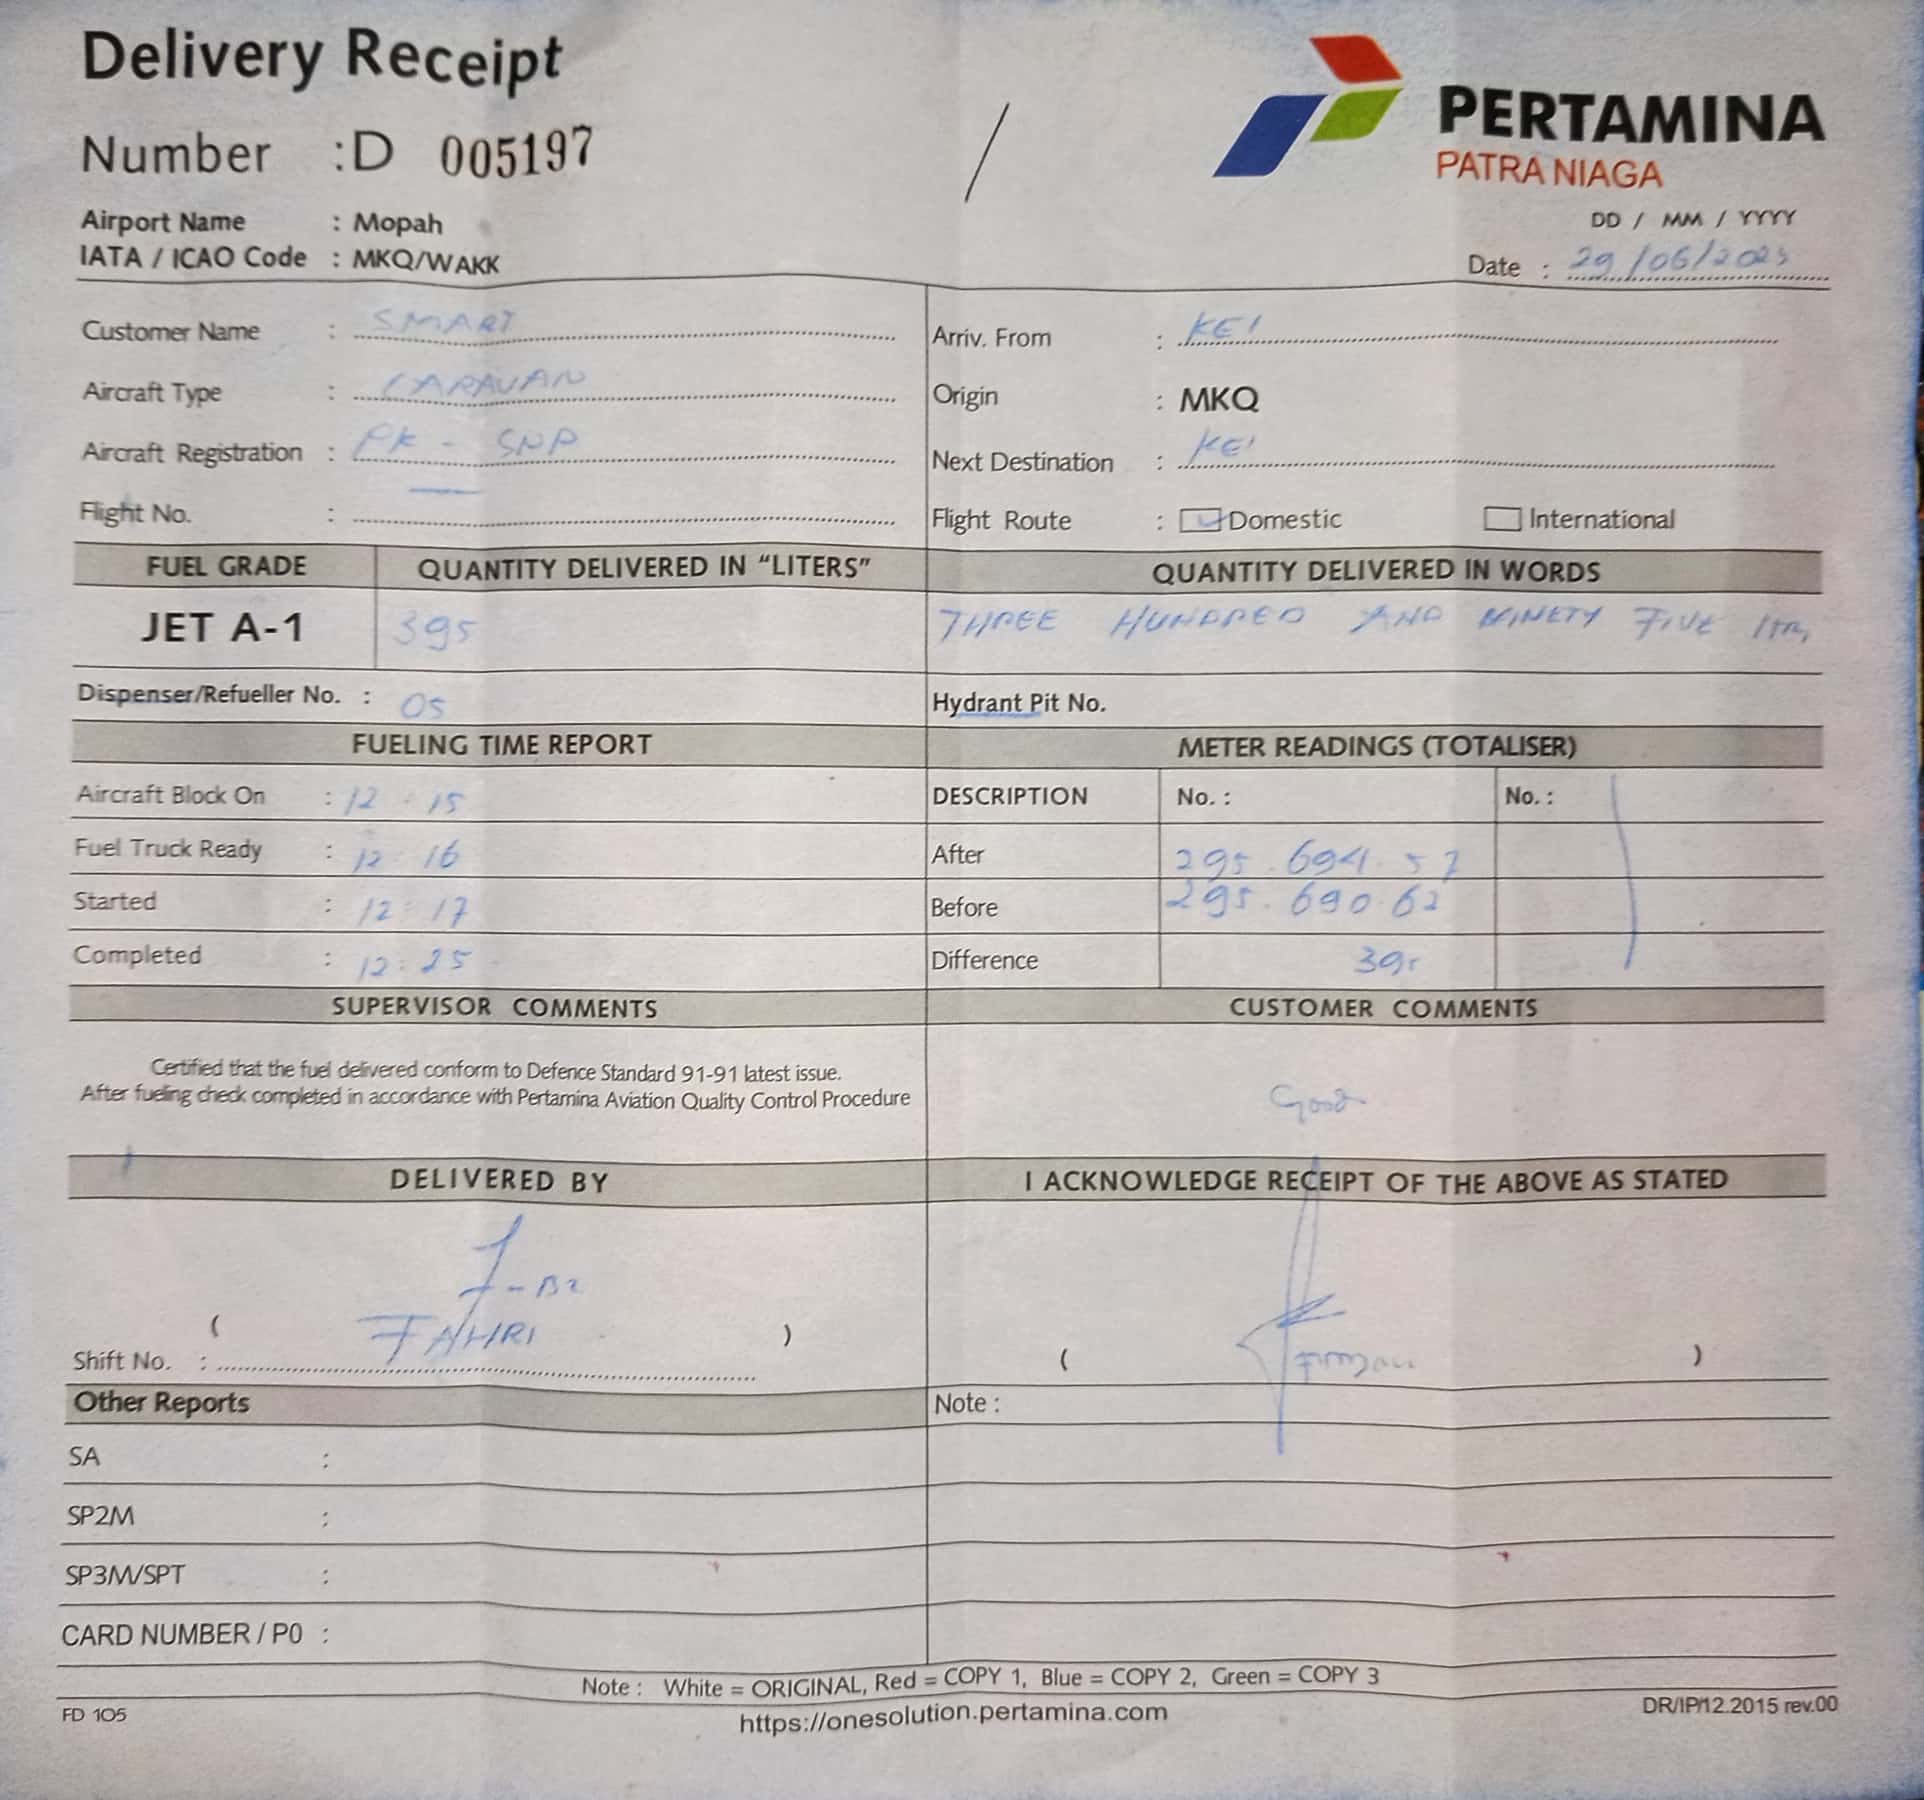 Delivery Receipt
PERTAMINA
PATRA NIAGA
Number :D 005197
Airport Name : Mopah
IATA / ICAO Code : MKQ/WAKK
DD / MM / YYYY
Date : 29/06/2025
Customer Name : SMART
Arriv. From : KEI
Aircraft Type : CARAVAN
Origin : MKQ
Aircraft Registration : PK - SNP
Next Destination : KEI
Flight No. : —
Flight Route : Domestic International
FUEL GRADE QUANTITY DELIVERED IN “LITERS” QUANTITY DELIVERED IN WORDS
JET A-1 395 THREE HUNDRED AND NINETY FIVE ltr,
Dispenser/Refueller No. : 05 Hydrant Pit No.
FUELING TIME REPORT METER READINGS (TOTALISER)
Aircraft Block On : 12 : 15 DESCRIPTION No. : No. :
Fuel Truck Ready : 12 : 16 After 295.694.57
Started : 12 : 17 Before 295.690.62
Completed : 12 : 25 Difference 395
SUPERVISOR COMMENTS CUSTOMER COMMENTS
Certified that the fuel delivered conform to Defence Standard 91-91 latest issue.
After fueling check completed in accordance with Pertamina Aviation Quality Control Procedure
Good
DELIVERED BY I ACKNOWLEDGE RECEIPT OF THE ABOVE AS STATED
( FAHRI ) ( )
Shift No. :
Other Reports Note :
SA :
SP2M :
SP3M/SPT :
CARD NUMBER / P0 :
Note : White = ORIGINAL, Red = COPY 1, Blue = COPY 2, Green = COPY 3
FD 105 https://onesolution.pertamina.com DR/IP/12.2015 rev.00